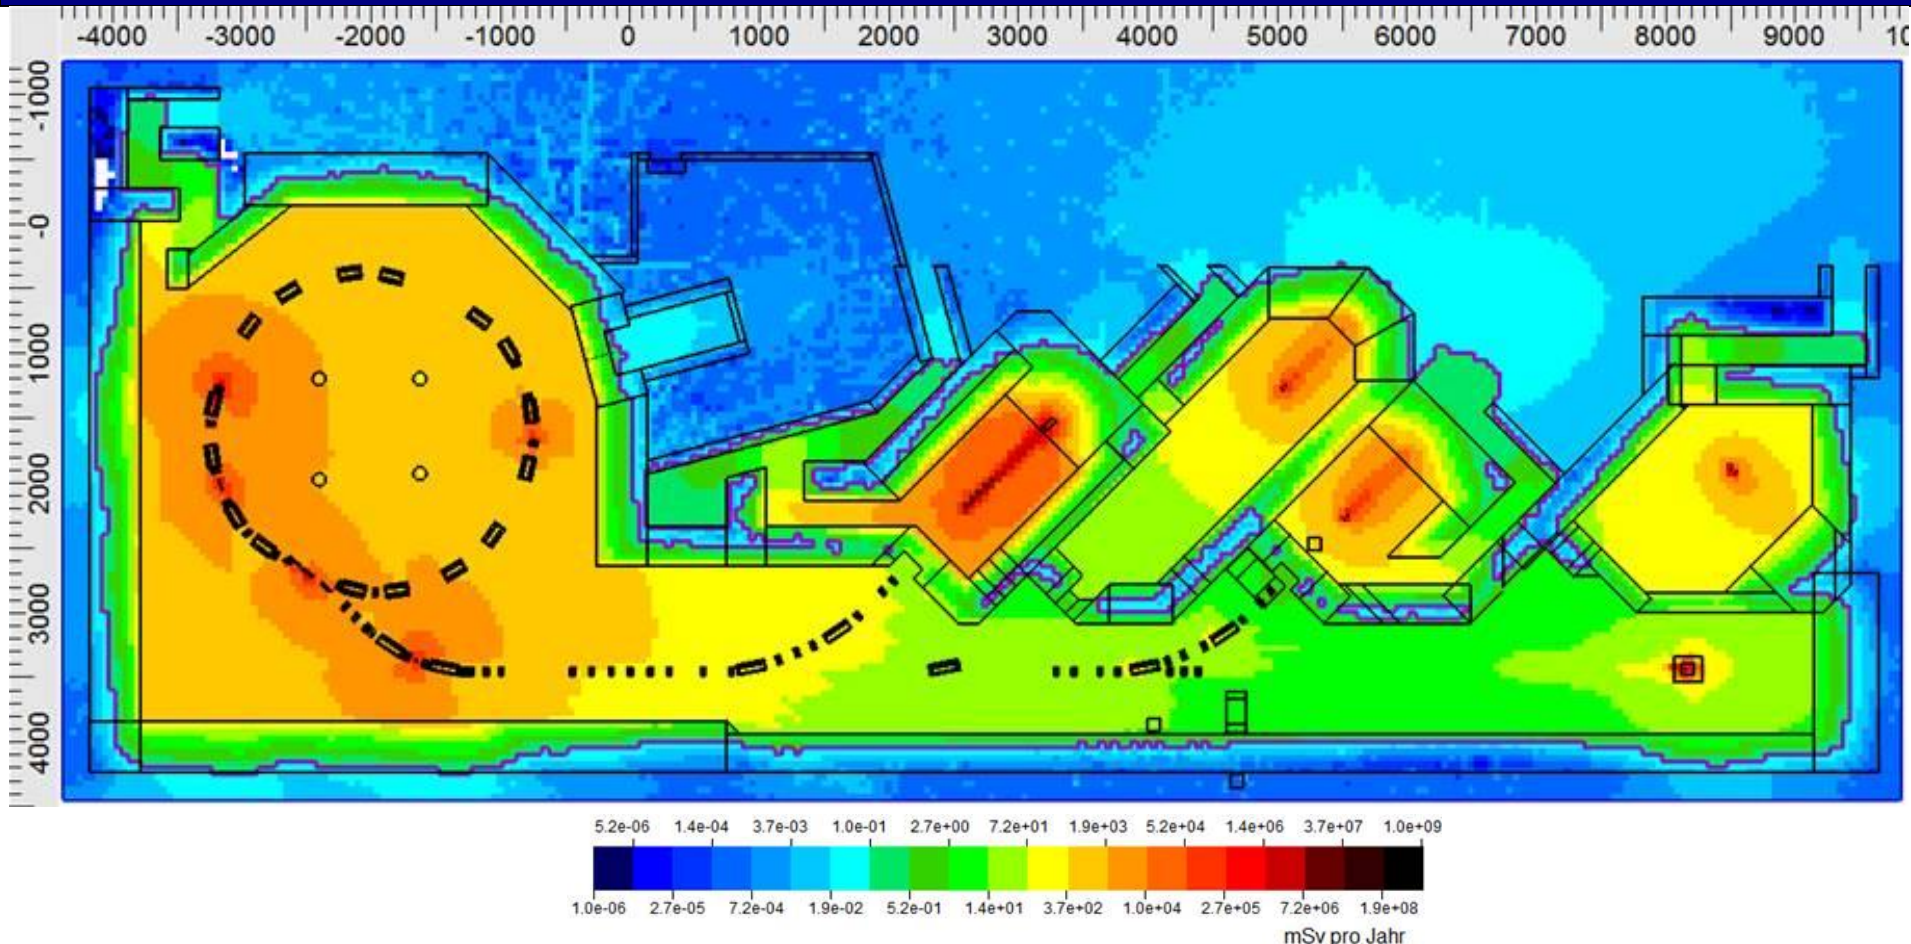 -4000 -3000 -2000 -1000 0 1000 2000 3000 4000 5000 6000 7000 8000 9000 10
-1000
-0
1000
2000
3000
4000
5.2e-06 1.4e-04 3.7e-03 1.0e-01 2.7e+00 7.2e+01 1.9e+03 5.2e+04 1.4e+06 3.7e+07 1.0e+09
1.0e-06 2.7e-05 7.2e-04 1.9e-02 5.2e-01 1.4e+01 3.7e+02 1.0e+04 2.7e+05 7.2e+06 1.9e+08
mSv pro Jahr